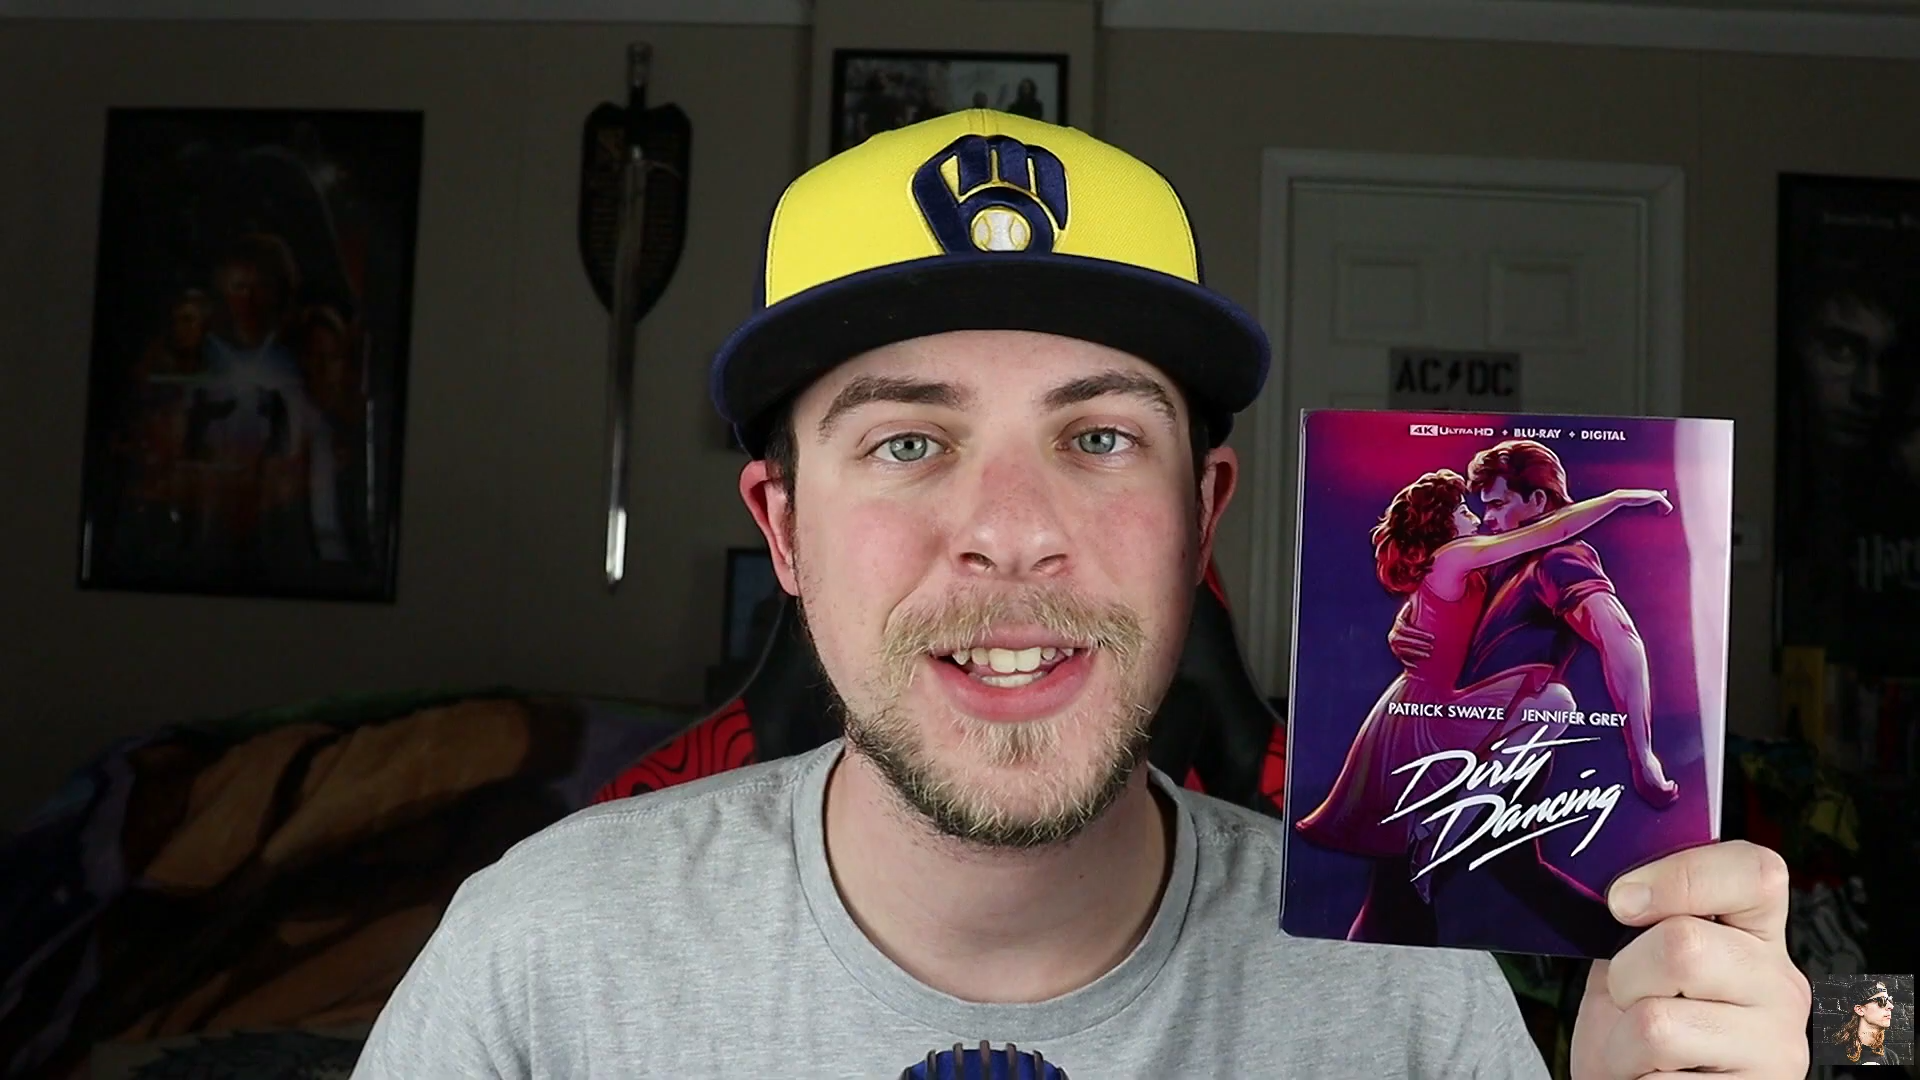 AC DC
4K ULTRA HD + BLU-RAY + DIGITAL
PATRICK SWAYZE JENNIFER GREY
Dirty
Dancing